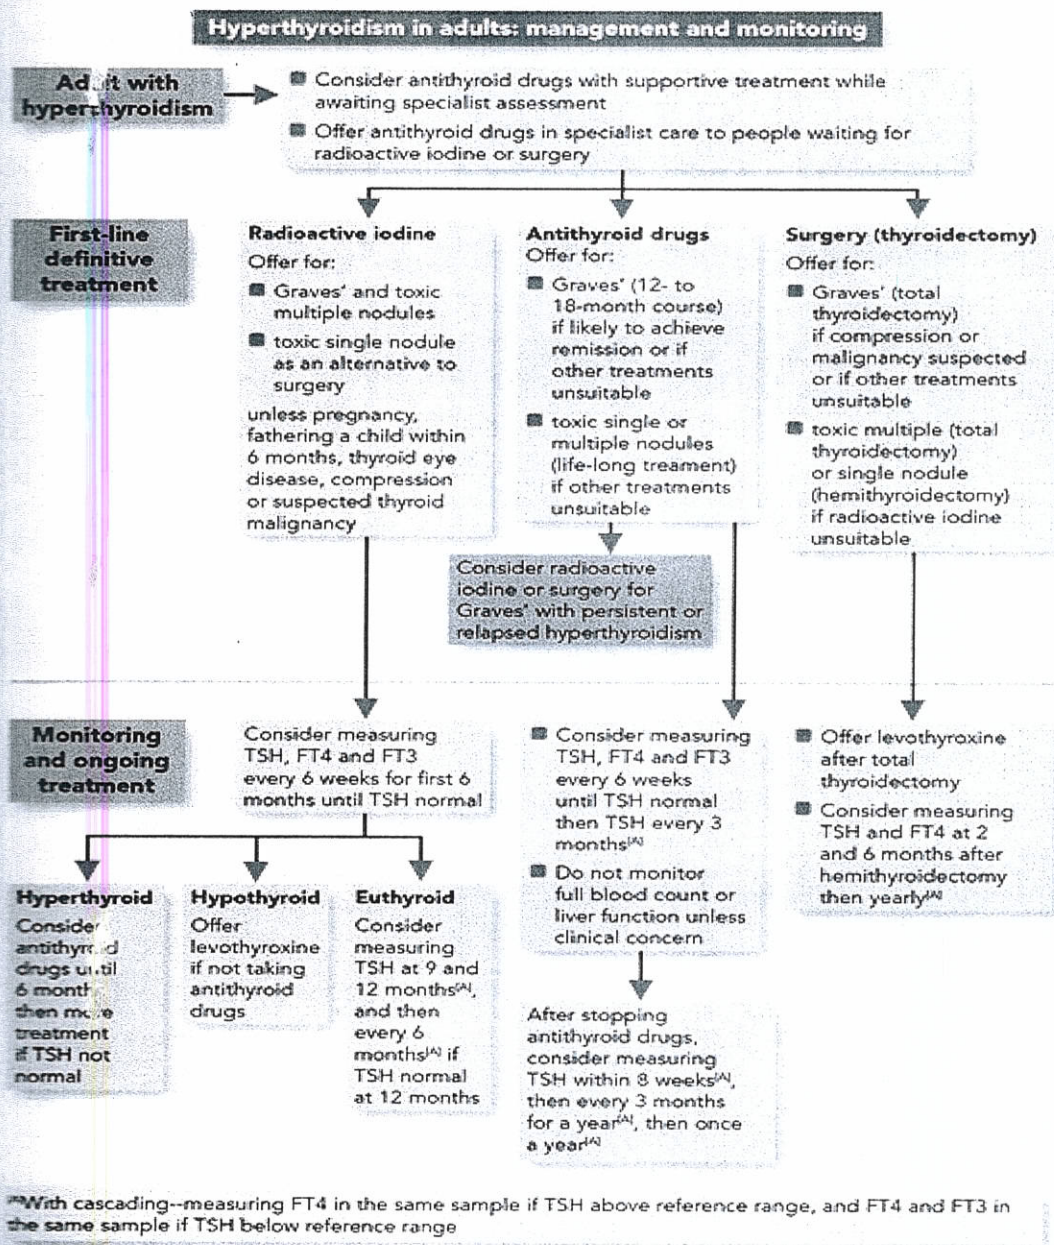 Hyperthyroidism in adults: management and monitoring
Adult with
hyperthyroidism
■ Consider antithyroid drugs with supportive treatment while
awaiting specialist assessment
■ Offer antithyroid drugs in specialist care to people waiting for
radioactive iodine or surgery
First-line
definitive
treatment
Radioactive iodine
Offer for:
■ Graves' and toxic
multiple nodules
■ toxic single nodule
as an alternative to
surgery
unless pregnancy,
fathering a child within
6 months, thyroid eye
disease, compression
or suspected thyroid
malignancy
Antithyroid drugs
Offer for:
■ Graves' (12- to
18-month course)
if likely to achieve
remission or if
other treatments
unsuitable
■ toxic single or
multiple nodules
(life-long treament)
if other treatments
unsuitable
Surgery (thyroidectomy)
Offer for:
■ Graves' (total
thyroidectomy)
if compression or
malignancy suspected
or if other treatments
unsuitable
■ toxic multiple (total
thyroidectomy)
or single nodule
(hemithyroidectomy)
if radioactive iodine
unsuitable
Consider radioactive
iodine or surgery for
Graves' with persistent or
relapsed hyperthyroidism
Monitoring
and ongoing
treatment
Consider measuring
TSH, FT4 and FT3
every 6 weeks for first 6
months until TSH normal
Hyperthyroid
Consider
antithyroid
drugs until
6 months
then more
treatment
if TSH not
normal
Hypothyroid
Offer
levothyroxine
if not taking
antithyroid
drugs
Euthyroid
Consider
measuring
TSH at 9 and
12 months[A],
and then
every 6
months[A] if
TSH normal
at 12 months
■ Consider measuring
TSH, FT4 and FT3
every 6 weeks
until TSH normal
then TSH every 3
months[A]
■ Do not monitor
full blood count or
liver function unless
clinical concern
After stopping
antithyroid drugs,
consider measuring
TSH within 8 weeks[A],
then every 3 months
for a year[A], then once
a year[A]
■ Offer levothyroxine
after total
thyroidectomy
■ Consider measuring
TSH and FT4 at 2
and 6 months after
hemithyroidectomy
then yearly[A]
[A]With cascading--measuring FT4 in the same sample if TSH above reference range, and FT4 and FT3 in
the same sample if TSH below reference range